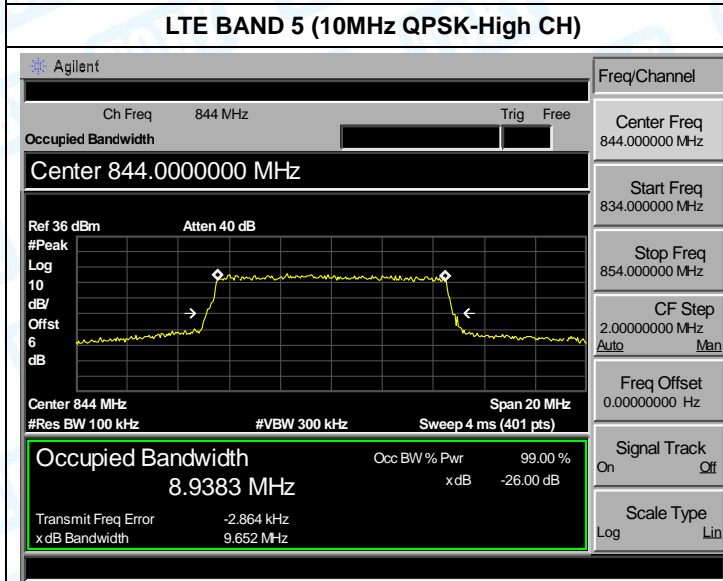 LTE BAND 5 (10MHz QPSK-High CH)
Agilent
Freq/Channel
Ch Freq 844 MHz Trig Free
Occupied Bandwidth
Center 844.0000000 MHz
Center Freq
844.000000 MHz
Start Freq
834.000000 MHz
Stop Freq
854.000000 MHz
CF Step
2.00000000 MHz
Auto Man
Freq Offset
0.00000000 Hz
Signal Track
On Off
Scale Type
Log Lin
Ref 36 dBm Atten 40 dB
#Peak
Log
10
dB/
Offst
6
dB
Center 844 MHz Span 20 MHz
#Res BW 100 kHz #VBW 300 kHz Sweep 4 ms (401 pts)
Occupied Bandwidth
8.9383 MHz
Occ BW % Pwr 99.00 %
x dB -26.00 dB
Transmit Freq Error -2.864 kHz
x dB Bandwidth 9.652 MHz